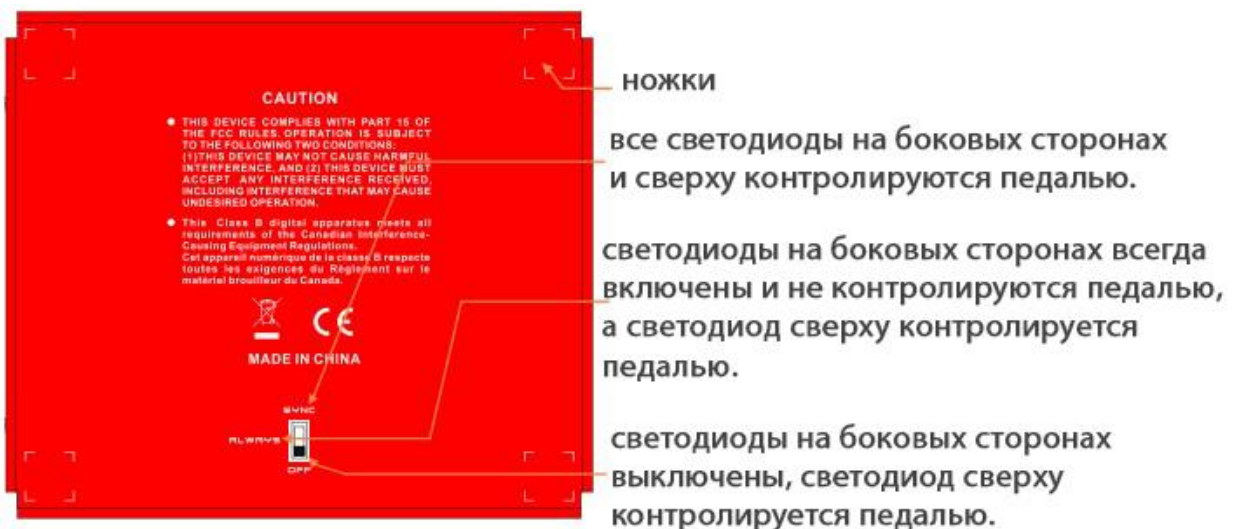 CAUTION
● THIS DEVICE COMPLIES WITH PART 15 OF
THE FCC RULES. OPERATION IS SUBJECT
TO THE FOLLOWING TWO CONDITIONS:
(1)THIS DEVICE MAY NOT CAUSE HARMFUL
INTERFERENCE, AND (2) THIS DEVICE MUST
ACCEPT ANY INTERFERENCE RECEIVED,
INCLUDING INTERFERENCE THAT MAY CAUSE
UNDESIRED OPERATION.
● This Class B digital apparatus meets all
requirements of the Canadian Interference-
Causing Equipment Regulations.
Cet appareil numérique de la classe B respecte
toutes les exigences du Règlement sur le
matériel brouilleur du Canada.
CE
MADE IN CHINA
SYNC
ALWAYS
OFF
ножки
все светодиоды на боковых сторонах
и сверху контролируются педалью.
светодиоды на боковых сторонах всегда
включены и не контролируются педалью,
а светодиод сверху контролируется
педалью.
светодиоды на боковых сторонах
выключены, светодиод сверху
контролируется педалью.